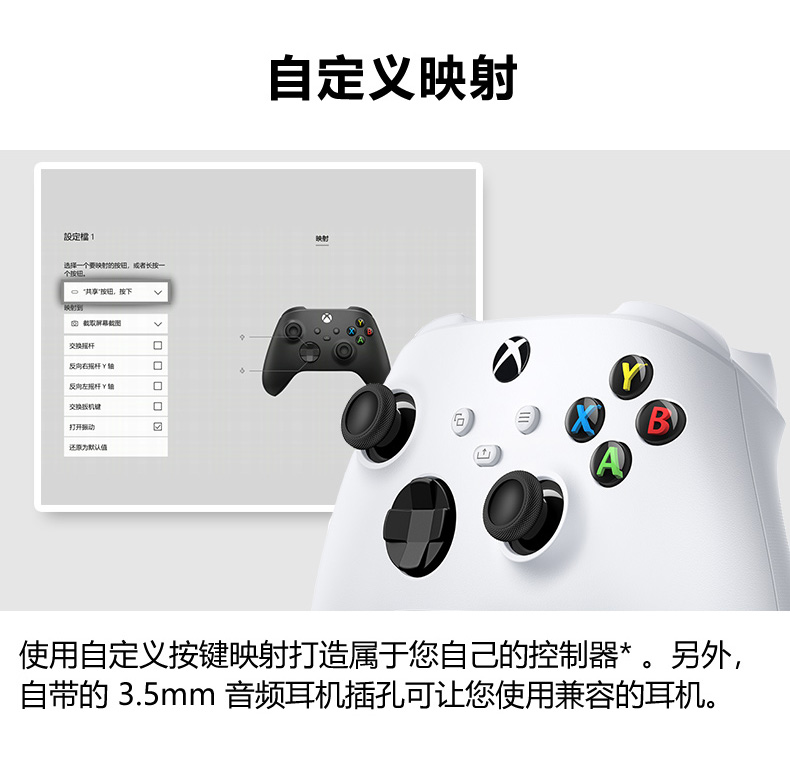 自定义映射
設定檔 1
映射
选择一个要映射的按钮，或者长按一
个按钮。
"共享"按钮，按下
映射到
截取屏幕截图
交换摇杆
反向右摇杆 Y 轴
反向左摇杆 Y 轴
交换扳机键
打开振动
还原为默认值
Y
X
B
A
Y
X
B
A
使用自定义按键映射打造属于您自己的控制器* 。另外，
自带的 3.5mm 音频耳机插孔可让您使用兼容的耳机。